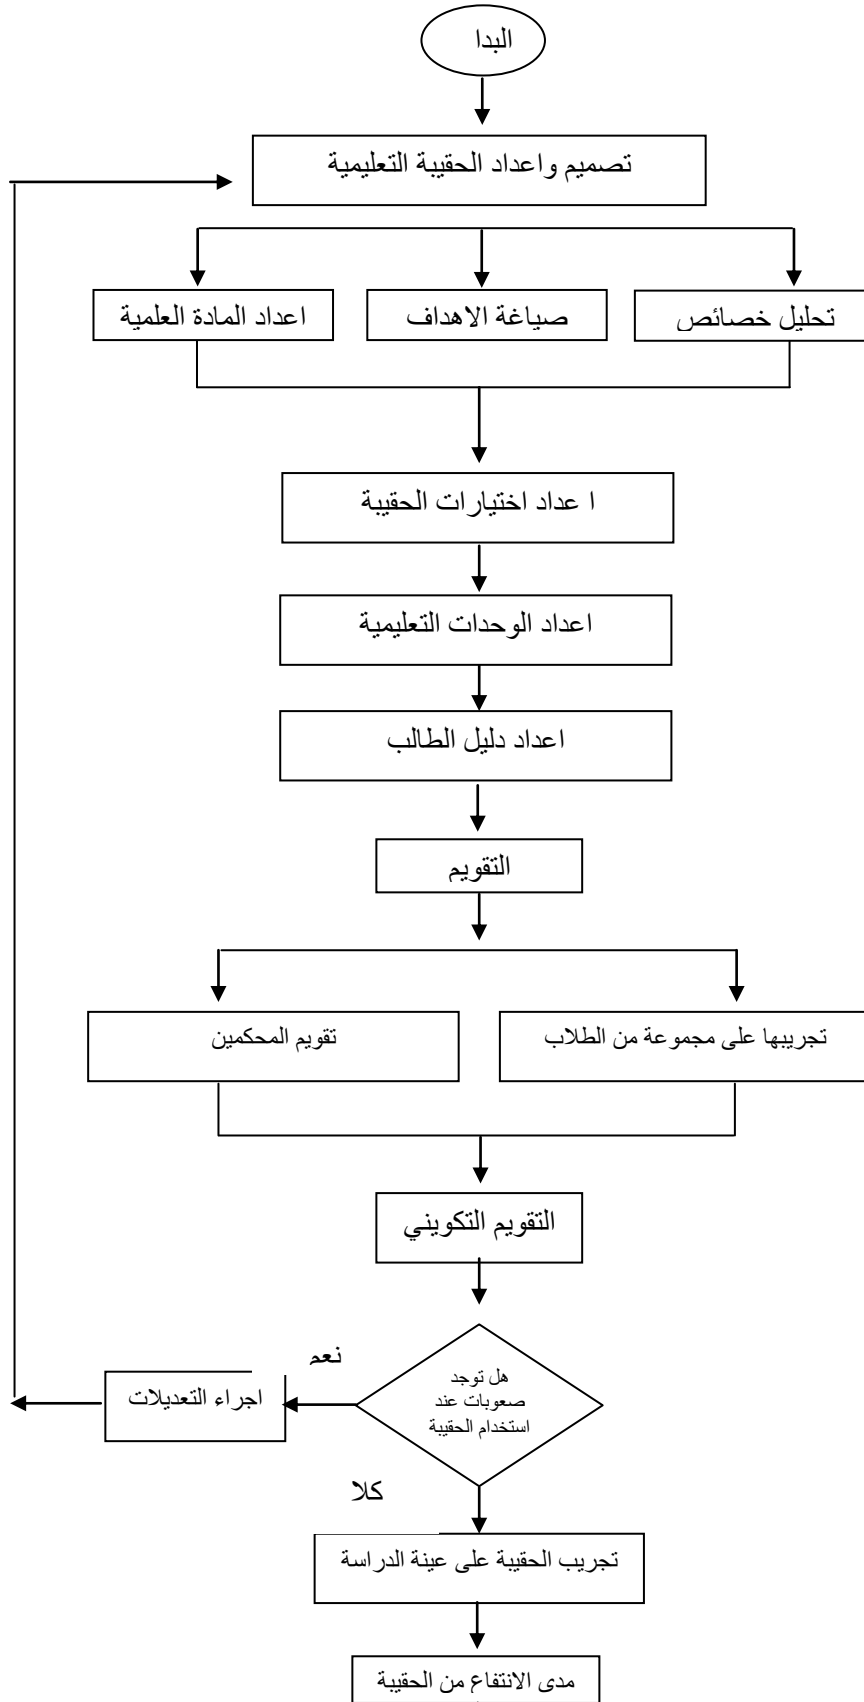 البدا
تصميم واعداد الحقيبة التعليمية
تحليل خصائص
صياغة الاهداف
اعداد المادة العلمية
ا عداد اختيارات الحقيبة
اعداد الوحدات التعليمية
اعداد دليل الطالب
التقويم
تجريبها على مجموعة من الطلاب
تقويم المحكمين
التقويم التكويني
هل توجد
صعوبات عند
استخدام الحقيبة
نعم
اجراء التعديلات
كلا
تجريب الحقيبة على عينة الدراسة
مدى الانتفاع من الحقيبة